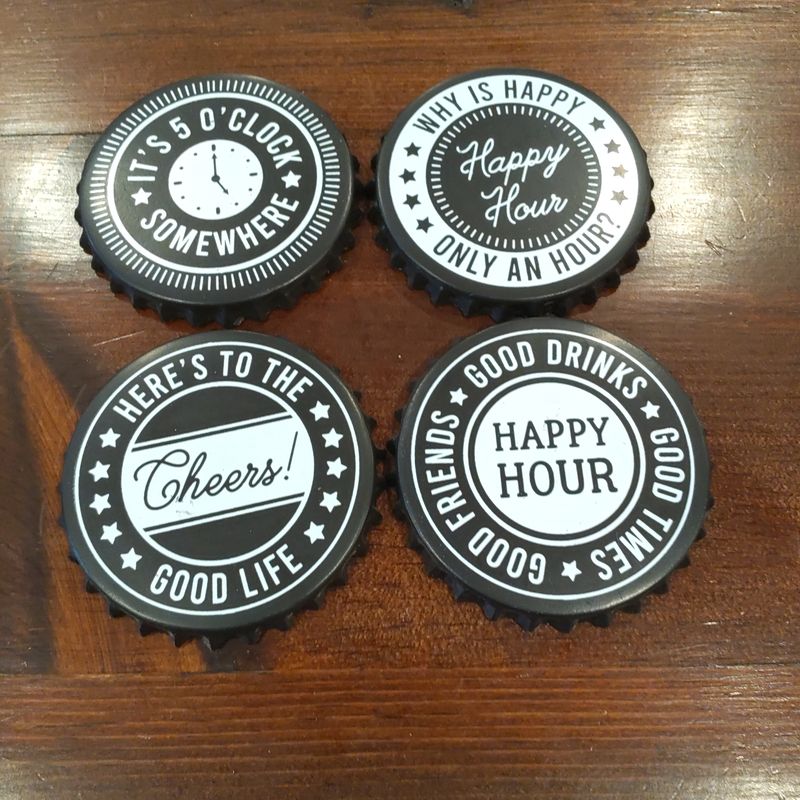 IT'S 5 O'CLOCK
SOMEWHERE
WHY IS HAPPY
Happy
Hour
ONLY AN HOUR?
HERE'S TO THE
Cheers!
GOOD LIFE
GOOD DRINKS
GOOD TIMES
GOOD FRIENDS
HAPPY
HOUR